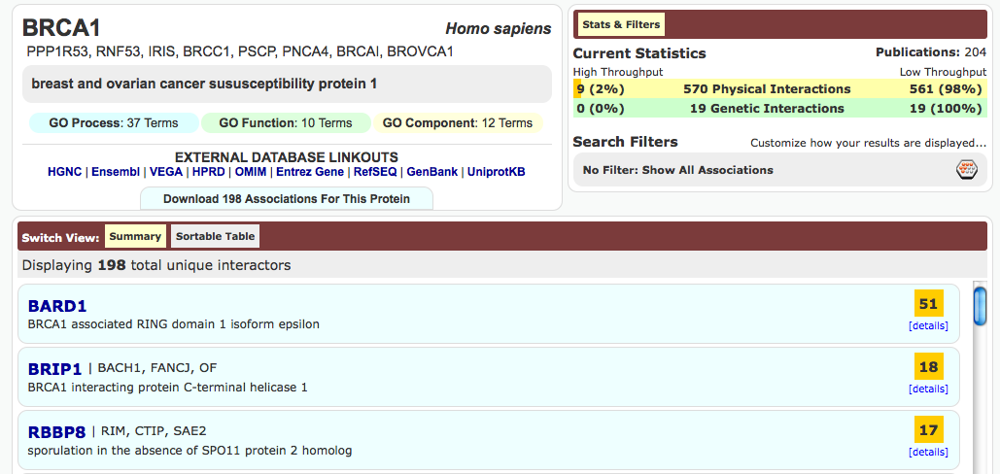 BRCA1 Homo sapiens
PPP1R53, RNF53, IRIS, BRCC1, PSCP, PNCA4, BRCAI, BROVCA1
breast and ovarian cancer sususceptibility protein 1
GO Process: 37 Terms GO Function: 10 Terms GO Component: 12 Terms
EXTERNAL DATABASE LINKOUTS
HGNC | Ensembl | VEGA | HPRD | OMIM | Entrez Gene | RefSEQ | GenBank | UniprotKB
Download 198 Associations For This Protein
Stats & Filters
Current Statistics Publications: 204
High Throughput Low Throughput
9 (2%) 570 Physical Interactions 561 (98%)
0 (0%) 19 Genetic Interactions 19 (100%)
Search Filters Customize how your results are displayed...
No Filter: Show All Associations
Switch View: Summary Sortable Table
Displaying 198 total unique interactors
BARD1 51
BRCA1 associated RING domain 1 isoform epsilon [details]
BRIP1 | BACH1, FANCJ, OF 18
BRCA1 interacting protein C-terminal helicase 1 [details]
RBBP8 | RIM, CTIP, SAE2 17
sporulation in the absence of SPO11 protein 2 homolog [details]